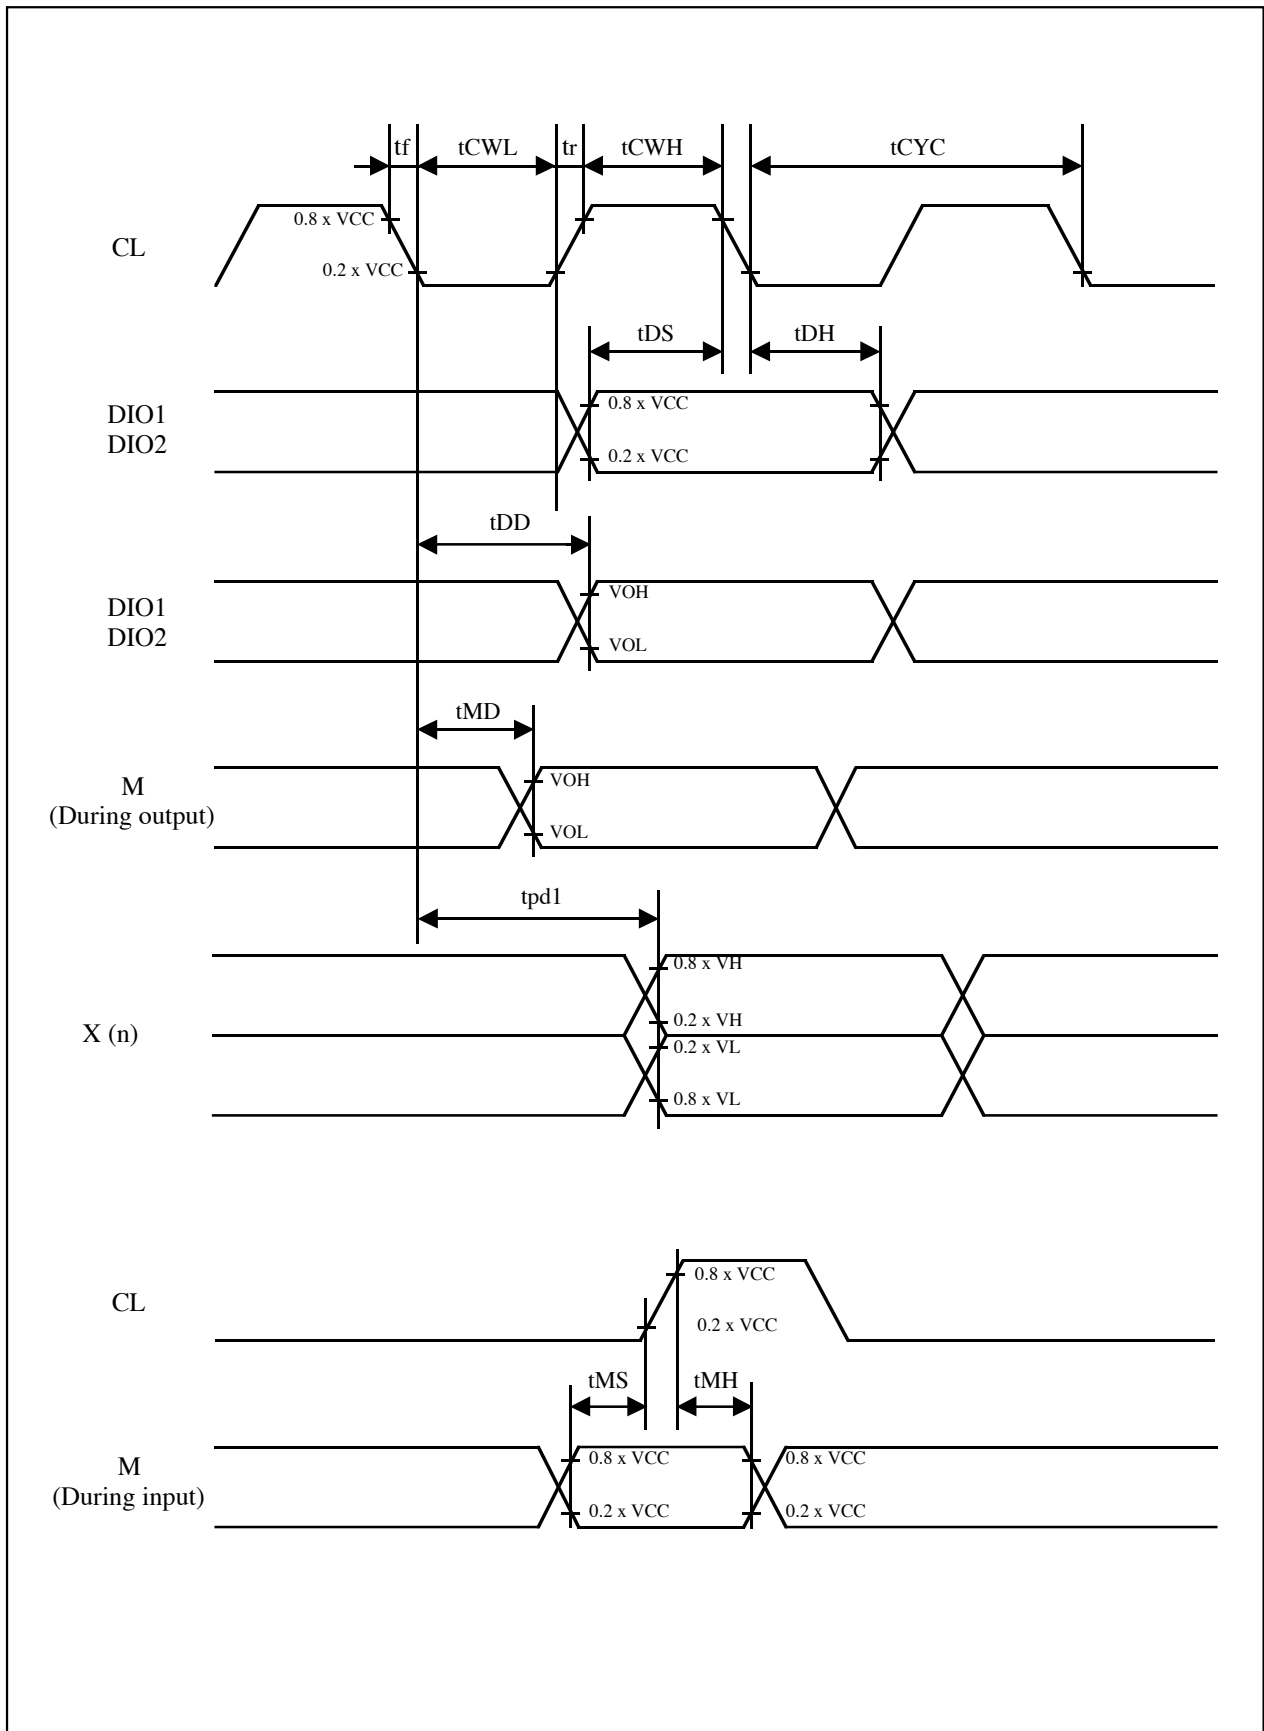 tf tCWL tr tCWH tCYC
0.8 x VCC
CL
0.2 x VCC
tDS tDH
DIO1
DIO2
0.8 x VCC
0.2 x VCC
tDD
DIO1
DIO2
VOH
VOL
tMD
M
(During output)
VOH
VOL
tpd1
X (n)
0.8 x VH
0.2 x VH
0.2 x VL
0.8 x VL
CL
0.8 x VCC
0.2 x VCC
tMS tMH
M
(During input)
0.8 x VCC 0.8 x VCC
0.2 x VCC 0.2 x VCC